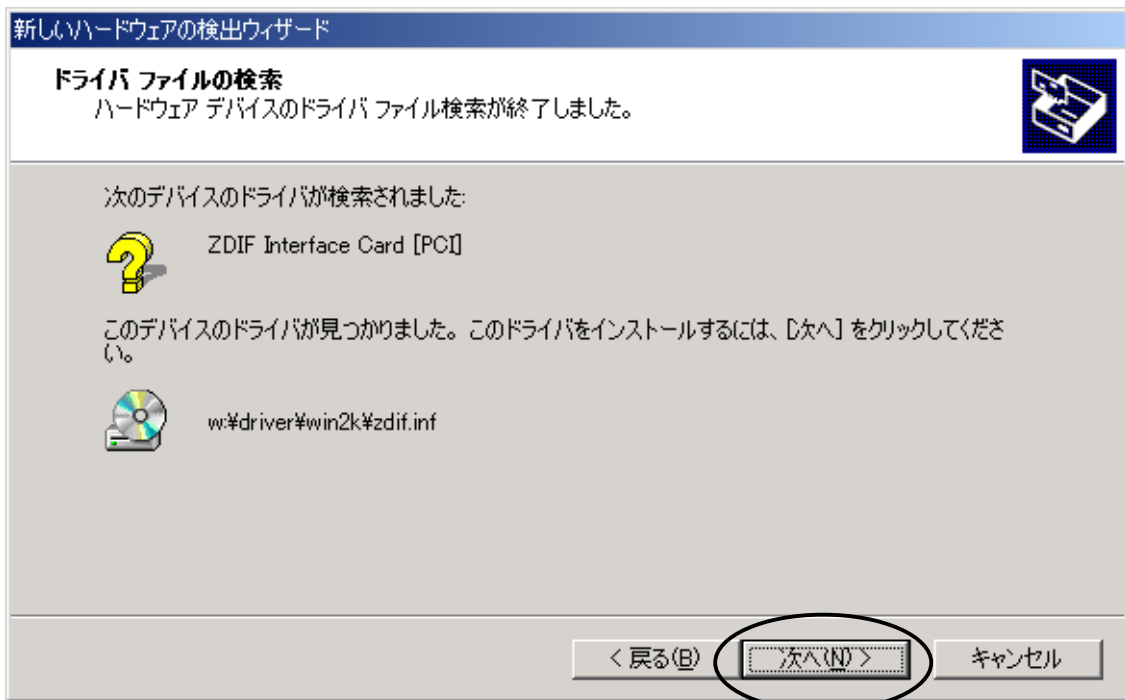 新しいハードウェアの検出ウィザード
ドライバ ファイルの検索
ハードウェア デバイスのドライバ ファイル検索が終了しました。
次のデバイスのドライバが検索されました:
ZDIF Interface Card [PCI]
このデバイスのドライバが見つかりました。このドライバをインストールするには、[次へ] をクリックしてくださ
い。
w:¥driver¥win2k¥zdif.inf
< 戻る(B)
次へ(N) >
キャンセル